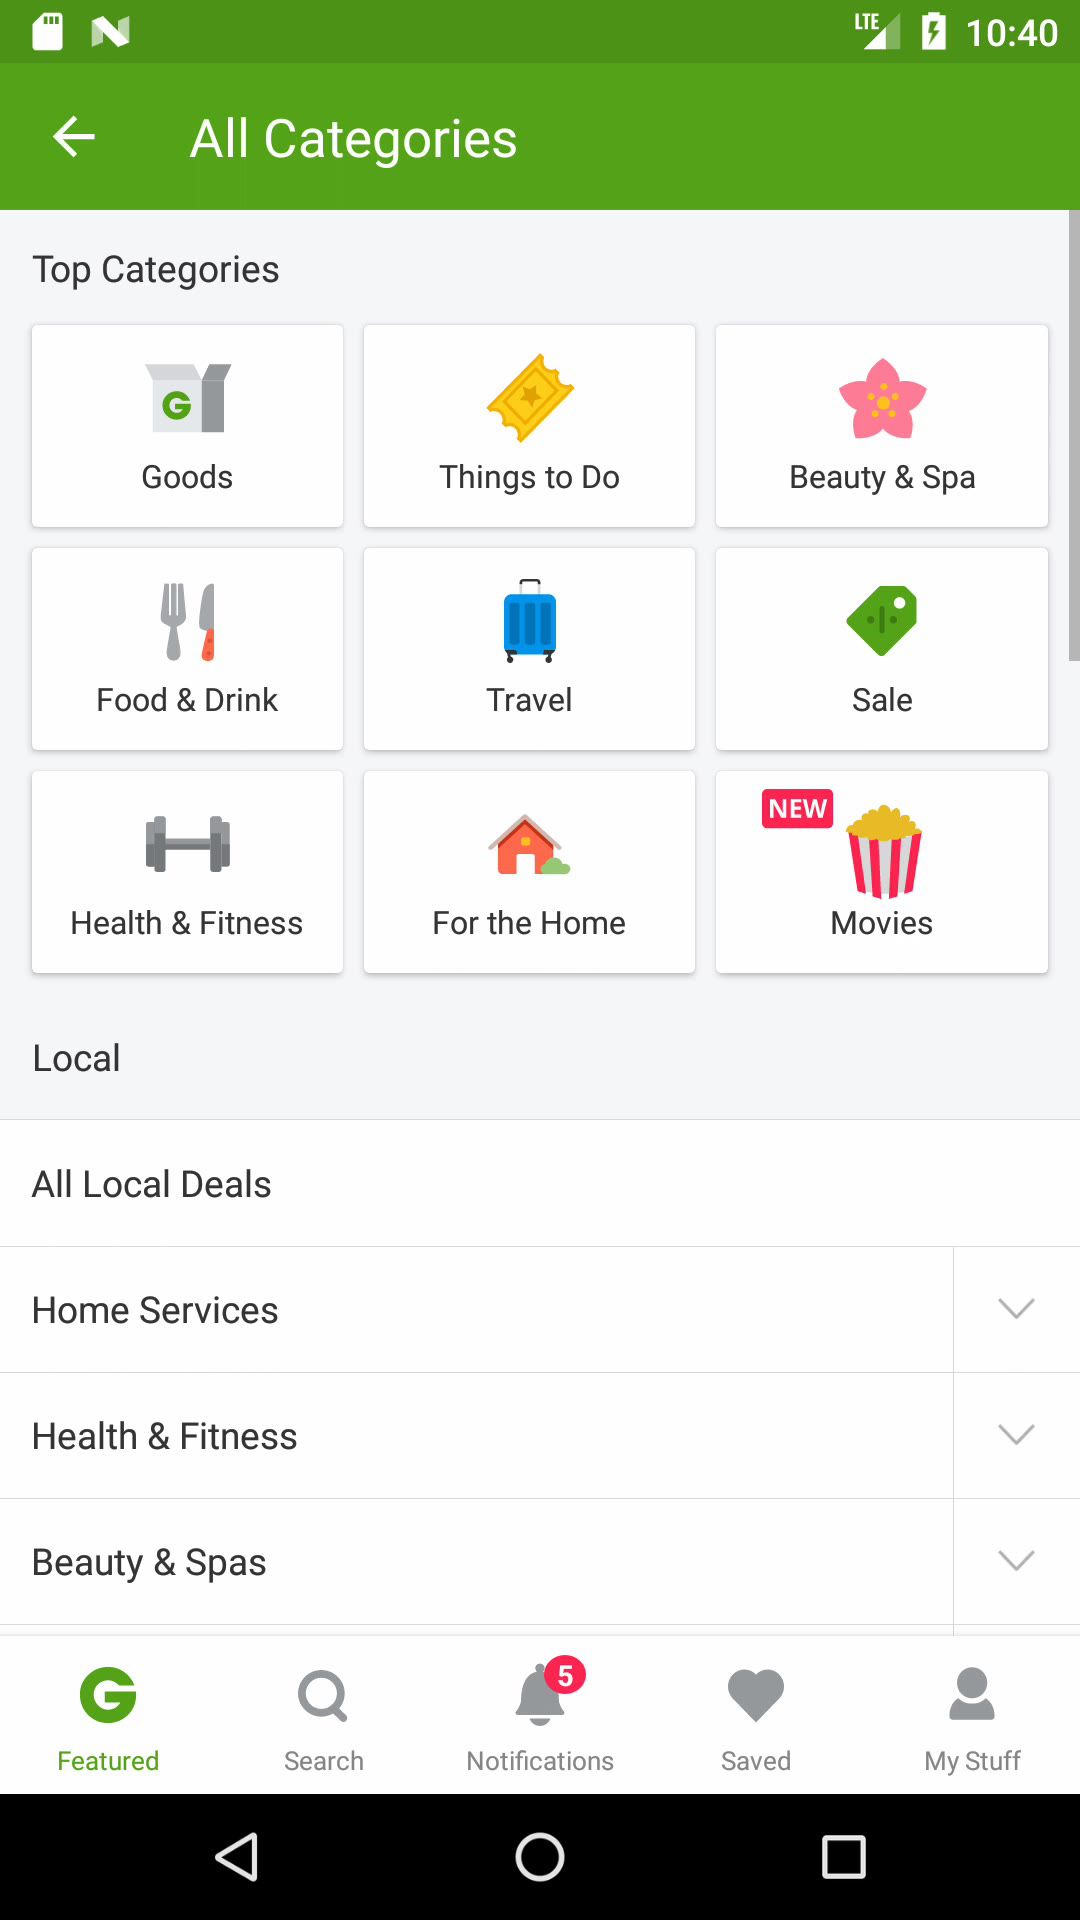 LTE 10:40
All Categories
Top Categories
Goods
Things to Do
Beauty & Spa
Food & Drink
Travel
Sale
Health & Fitness
For the Home
NEW
Movies
Local
All Local Deals
Home Services
Health & Fitness
Beauty & Spas
5
Featured
Search
Notifications
Saved
My Stuff